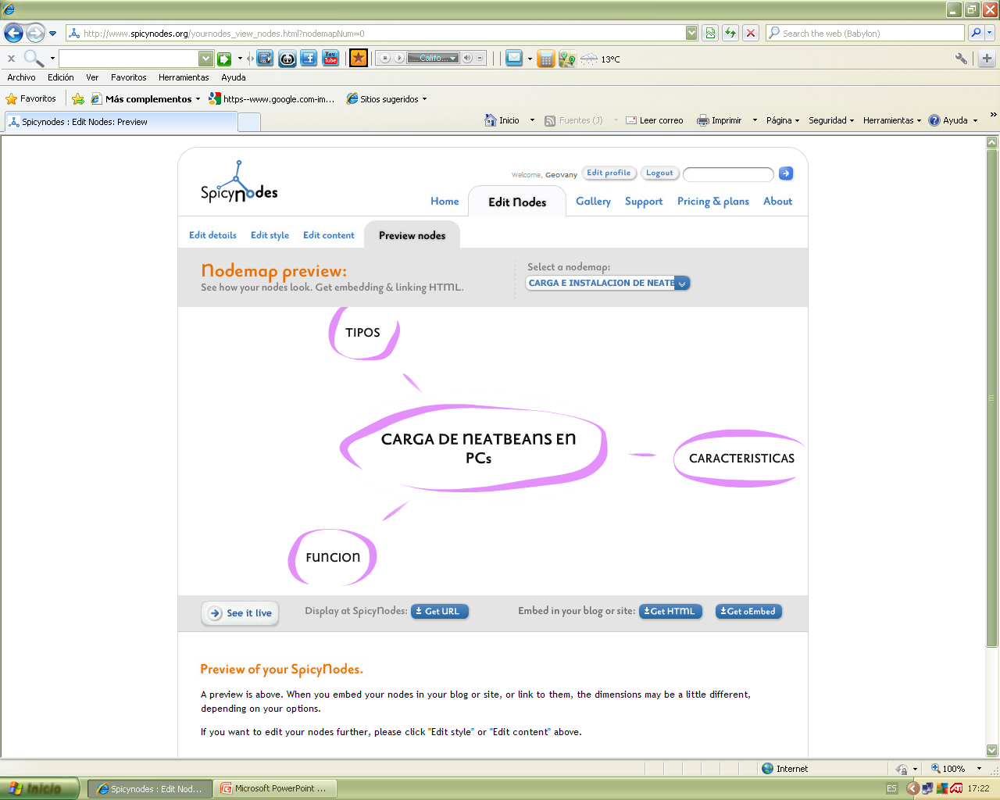 http://www.spicynodes.org/yournodes_view_nodes.html?nodemapNum=0
Search the web (Babylon)
You Tube
Califo...
13°C
Archivo Edición Ver Favoritos Herramientas Ayuda
Favoritos Más complementos https--www.google.com-im... Sitios sugeridos
Spicynodes : Edit Nodes: Preview
Inicio Fuentes (J) Leer correo Imprimir Página Seguridad Herramientas Ayuda
Spicynodes
Welcome, Geovany Edit profile Logout
Home Edit Nodes Gallery Support Pricing & plans About
Edit details Edit style Edit content Preview nodes
Nodemap preview:
See how your nodes look. Get embedding & linking HTML.
Select a nodemap:
CARGA E INSTALACION DE NEATB
TIPOS
CARGA DE NEATBEANS EN
PCs
CARACTERISTICAS
FUNCION
See it live
Display at SpicyNodes: Get URL
Embed in your blog or site: Get HTML Get oEmbed
Preview of your SpicyNodes.
A preview is above. When you embed your nodes in your blog or site, or link to them, the dimensions may be a little different,
depending on your options.
If you want to edit your nodes further, please click "Edit style" or "Edit content" above.
Internet
100%
Inicio
Spicynodes : Edit Nod...
Microsoft PowerPoint ...
ES
17:22